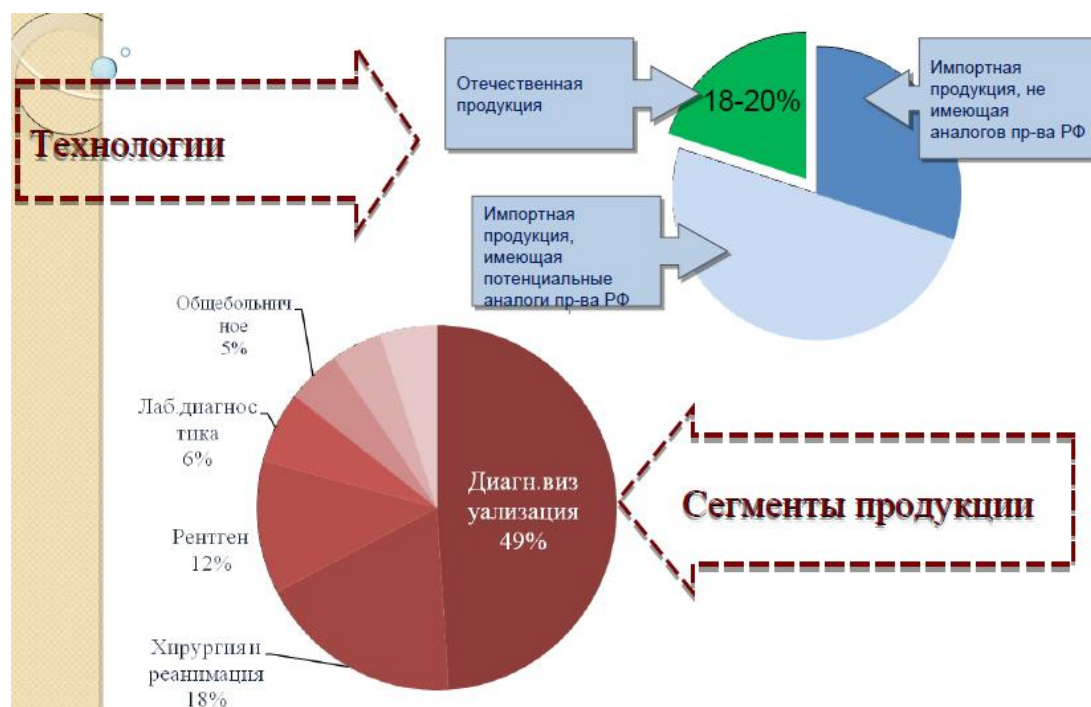 Технологии
Отечественная
продукция
18-20%
Импортная
продукция, не
имеющая
аналогов пр-ва РФ
Импортная
продукция,
имеющая
потенциальные
аналоги пр-ва РФ
Общебольнич
ное
5%
Лаб.диагнос
тика
6%
Рентген
12%
Хирургия и
реанимация
18%
Диагн.виз
уализация
49%
Сегменты продукции